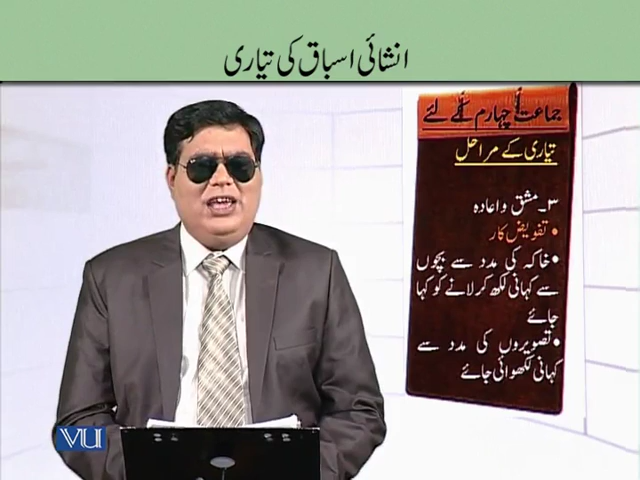 انشائی اسباق کی تیاری
جماعت چہارم کے لئے
تیاری کے مراحل
۳۔ مشق و اعادہ
• تفویض کار
• خاکہ کی مدد سے بچوں
سے کہانی لکھ کر لانے کو کہا
جائے
• تصویروں کی مدد سے
کہانی لکھوائی جائے
VU